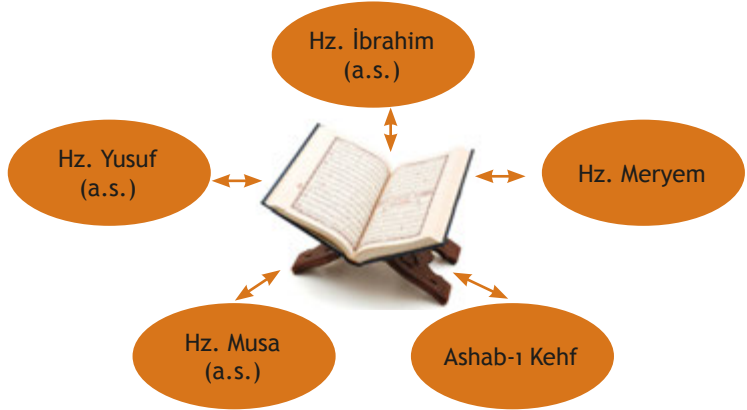 Hz. İbrahim
(a.s.)
Hz. Yusuf
(a.s.)
Hz. Meryem
Hz. Musa
(a.s.)
Ashab-ı Kehf